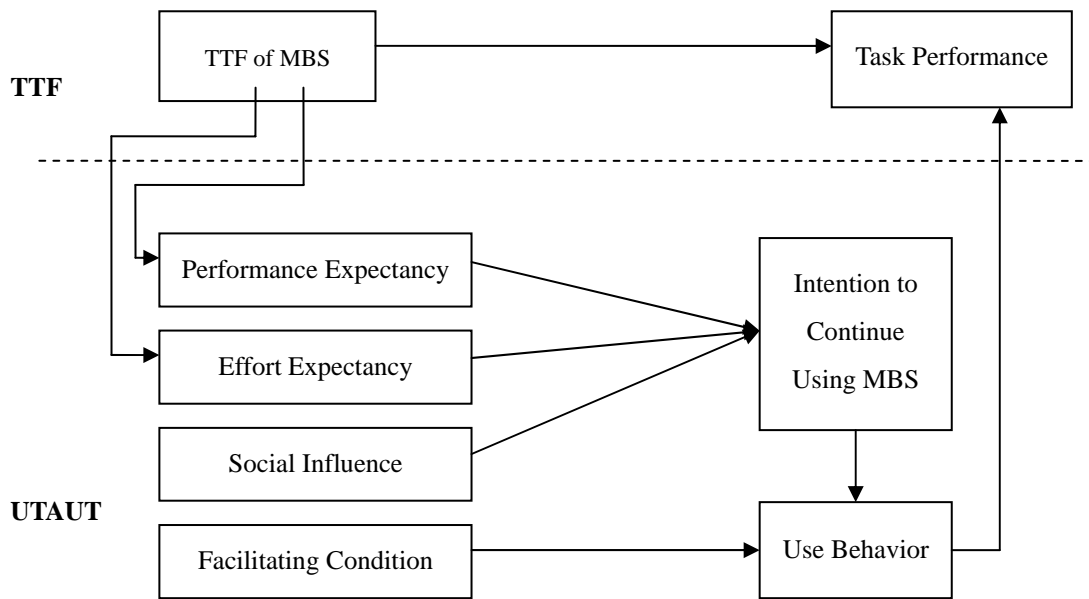 TTF of MBS
Task Performance
TTF
Performance Expectancy
Intention to
Continue
Using MBS
Effort Expectancy
Social Influence
UTAUT
Facilitating Condition
Use Behavior